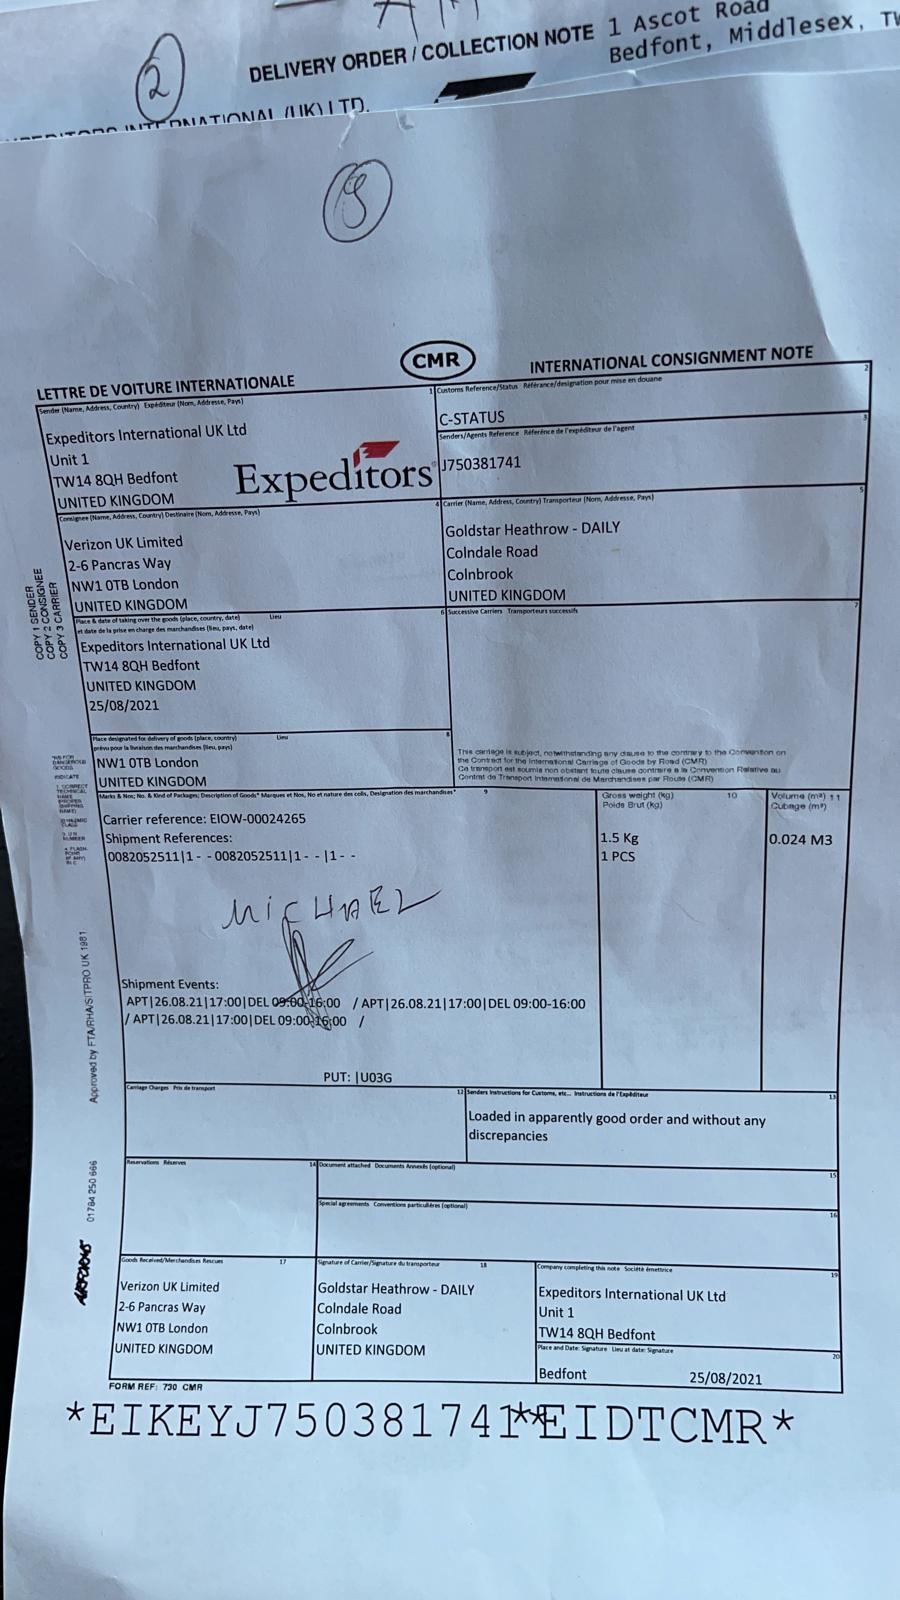 2
DELIVERY ORDER / COLLECTION NOTE
1 Ascot Road
Bedfont, Middlesex, TW
INTERNATIONAL (UK) LTD.
CMR
LETTRE DE VOITURE INTERNATIONALE
INTERNATIONAL CONSIGNMENT NOTE
Sender (Name, Address, Country) Expéditeur (Nom, Adresse, Pays) 1
Expeditors International UK Ltd
Unit 1
TW14 8QH Bedfont
UNITED KINGDOM
Expeditors
Customs Reference/Status Référance/designation pour mise en douane 2
C-STATUS
Senders/Agents Reference Référence de l'expéditeur de l'agent 3
J750381741
Consignee (Name, Address, Country) Destinaire (Nom, Adresse, Pays) 4
Verizon UK Limited
2-6 Pancras Way
NW1 0TB London
UNITED KINGDOM
Carrier (Name, Address, Country) Transporteur (Nom, Adresse, Pays) 5
Goldstar Heathrow - DAILY
Colndale Road
Colnbrook
UNITED KINGDOM
COPY 1 SENDER
COPY 2 CONSIGNEE
COPY 3 CARRIER
Place & date of taking over the goods (place, country, date) Lieu 6
et date de la prise en charge des marchandises (lieu, pays, date)
Expeditors International UK Ltd
TW14 8QH Bedfont
UNITED KINGDOM
25/08/2021
Successive Carriers Transporteurs successifs 7
Place designated for delivery of goods (place, country) Lieu 8
prévu pour la livraison des marchandises (lieu, pays)
NW1 0TB London
UNITED KINGDOM
This carriage is subject, notwithstanding any clause to the contrary to the Convention on
the Contract for the International Carriage of Goods by Road (CMR)
Ce transport est soumis non obstant toute clause contraire a la Convention Relative au
Contrat de Transport International de Marchandises par Route (CMR)
Marks & Nos; No. & Kind of Packages; Description of Goods* Marques et Nos, No et nature des colis, Designation des marchandises* 9
Gross weight (kg) 10
Poids Brut (kg)
Volume (m³) 11
Cubage (m³)
Carrier reference: EIOW-00024265
Shipment References:
0082052511|1 - - 0082052511|1 - - |1 - -
1.5 Kg
1 PCS
0.024 M3
MICHAEL
Shipment Events:
APT|26.08.21|17:00|DEL 09:00-16:00 / APT|26.08.21|17:00|DEL 09:00-16:00
/ APT|26.08.21|17:00|DEL 09:00-16:00 /
PUT: |U03G
Approved by FTA/RHA/SITPRO UK 1981
01784 250 666
AIRFORMS
Carriage Charges Prix de transport 12
Senders Instructions for Customs, etc... Instructions de l'Expéditeur 13
Loaded in apparently good order and without any
discrepancies
Reservations Réserves 14
Document attached Documents Annexés (optional) 15
Special agreements Conventions particulières (optional) 16
Goods Received/Merchandises Rescues 17
Verizon UK Limited
2-6 Pancras Way
NW1 0TB London
UNITED KINGDOM
Signature of Carrier/Signature du transporteur 18
Goldstar Heathrow - DAILY
Colndale Road
Colnbrook
UNITED KINGDOM
Company completing this note Société émettrice 19
Expeditors International UK Ltd
Unit 1
TW14 8QH Bedfont
Place and Date: Signature Lieu at date: Signature 20
Bedfont 25/08/2021
FORM REF: 730 CMR
*EIKEYJ750381741**EIDTCMR*